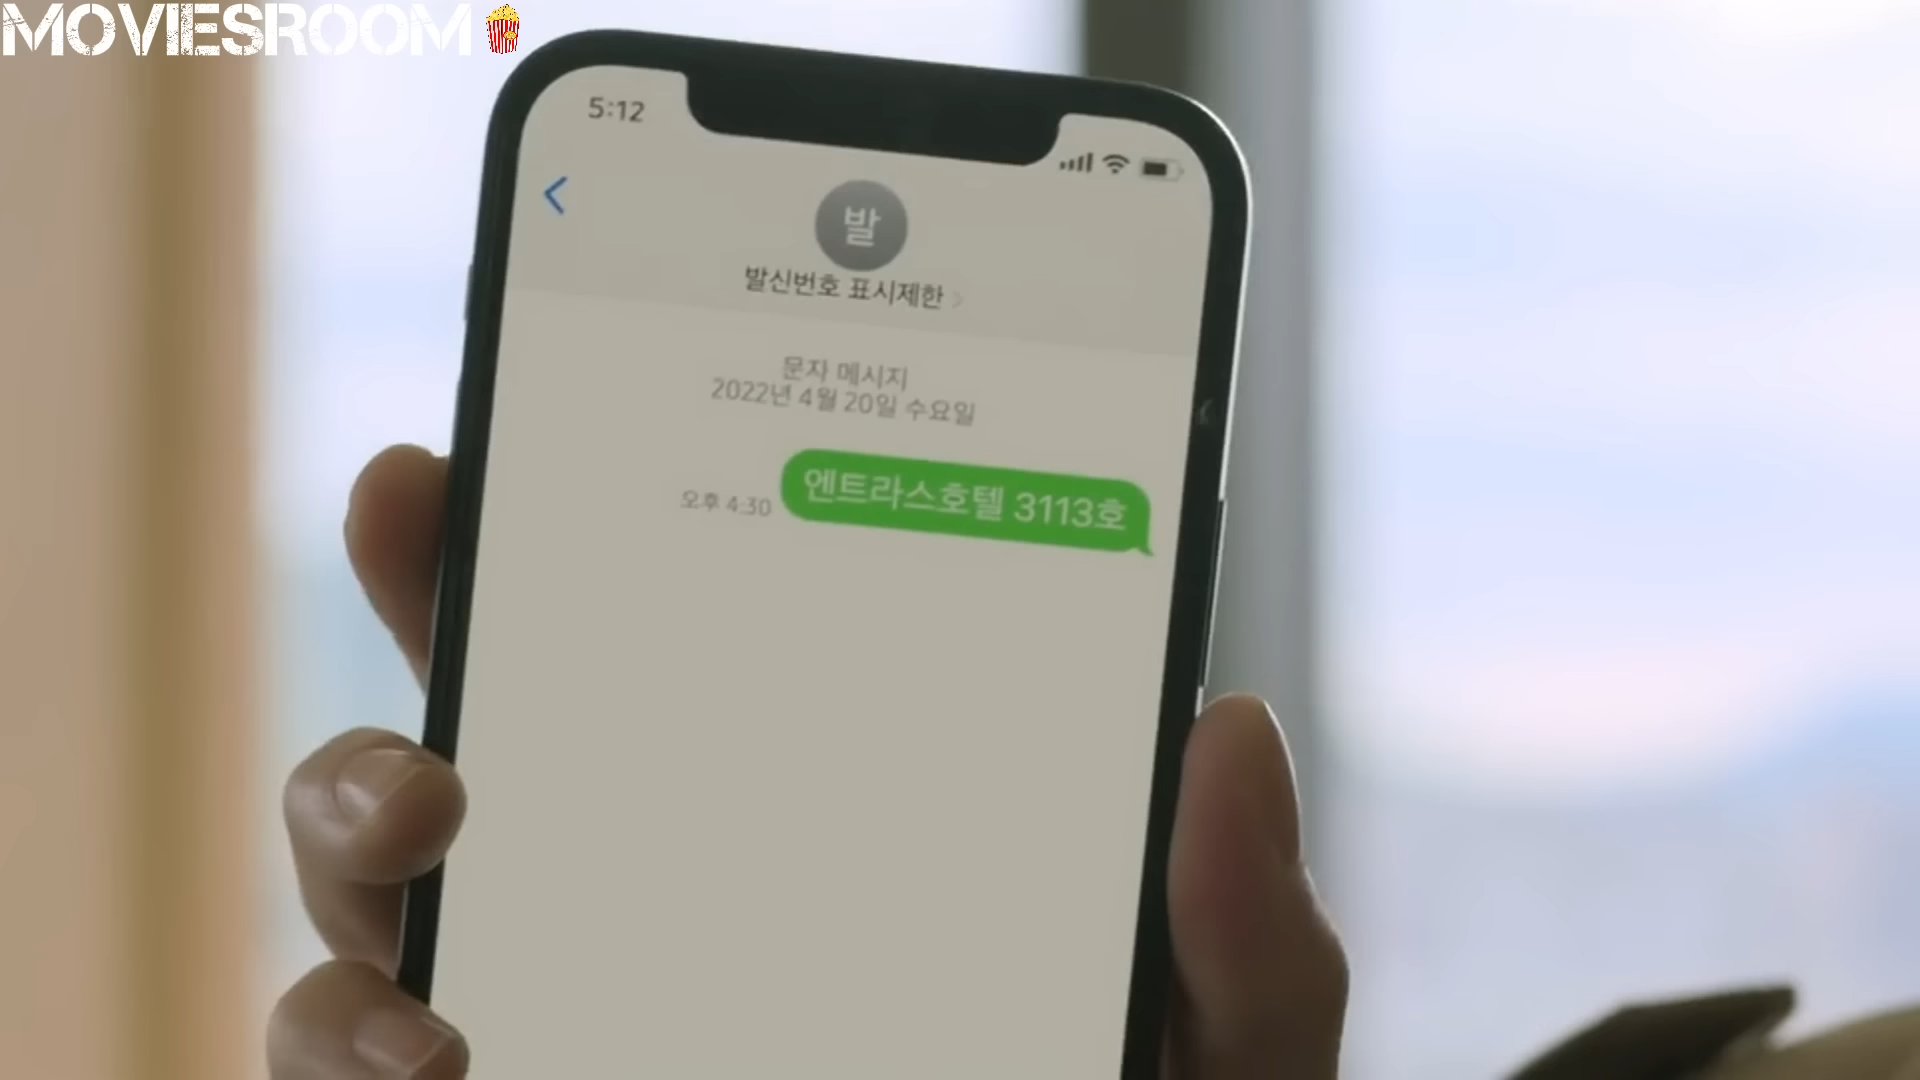 MOVIESROOM
5:12
발
발신번호 표시제한
문자 메시지
2022년 4월 20일 수요일
엔트라스호텔 3113호
오후 4:30